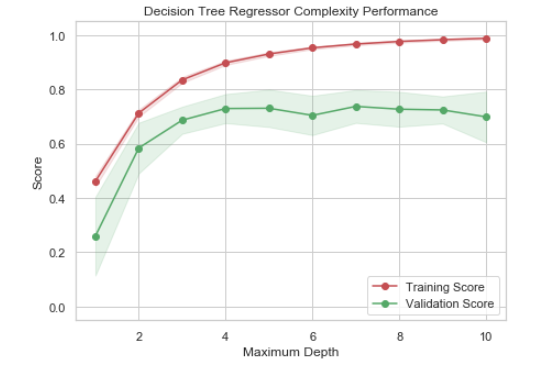 Decision Tree Regressor Complexity Performance
1.0
0.8
0.6
0.4
0.2
0.0
Score
2 4 6 8 10
Maximum Depth
Training Score
Validation Score